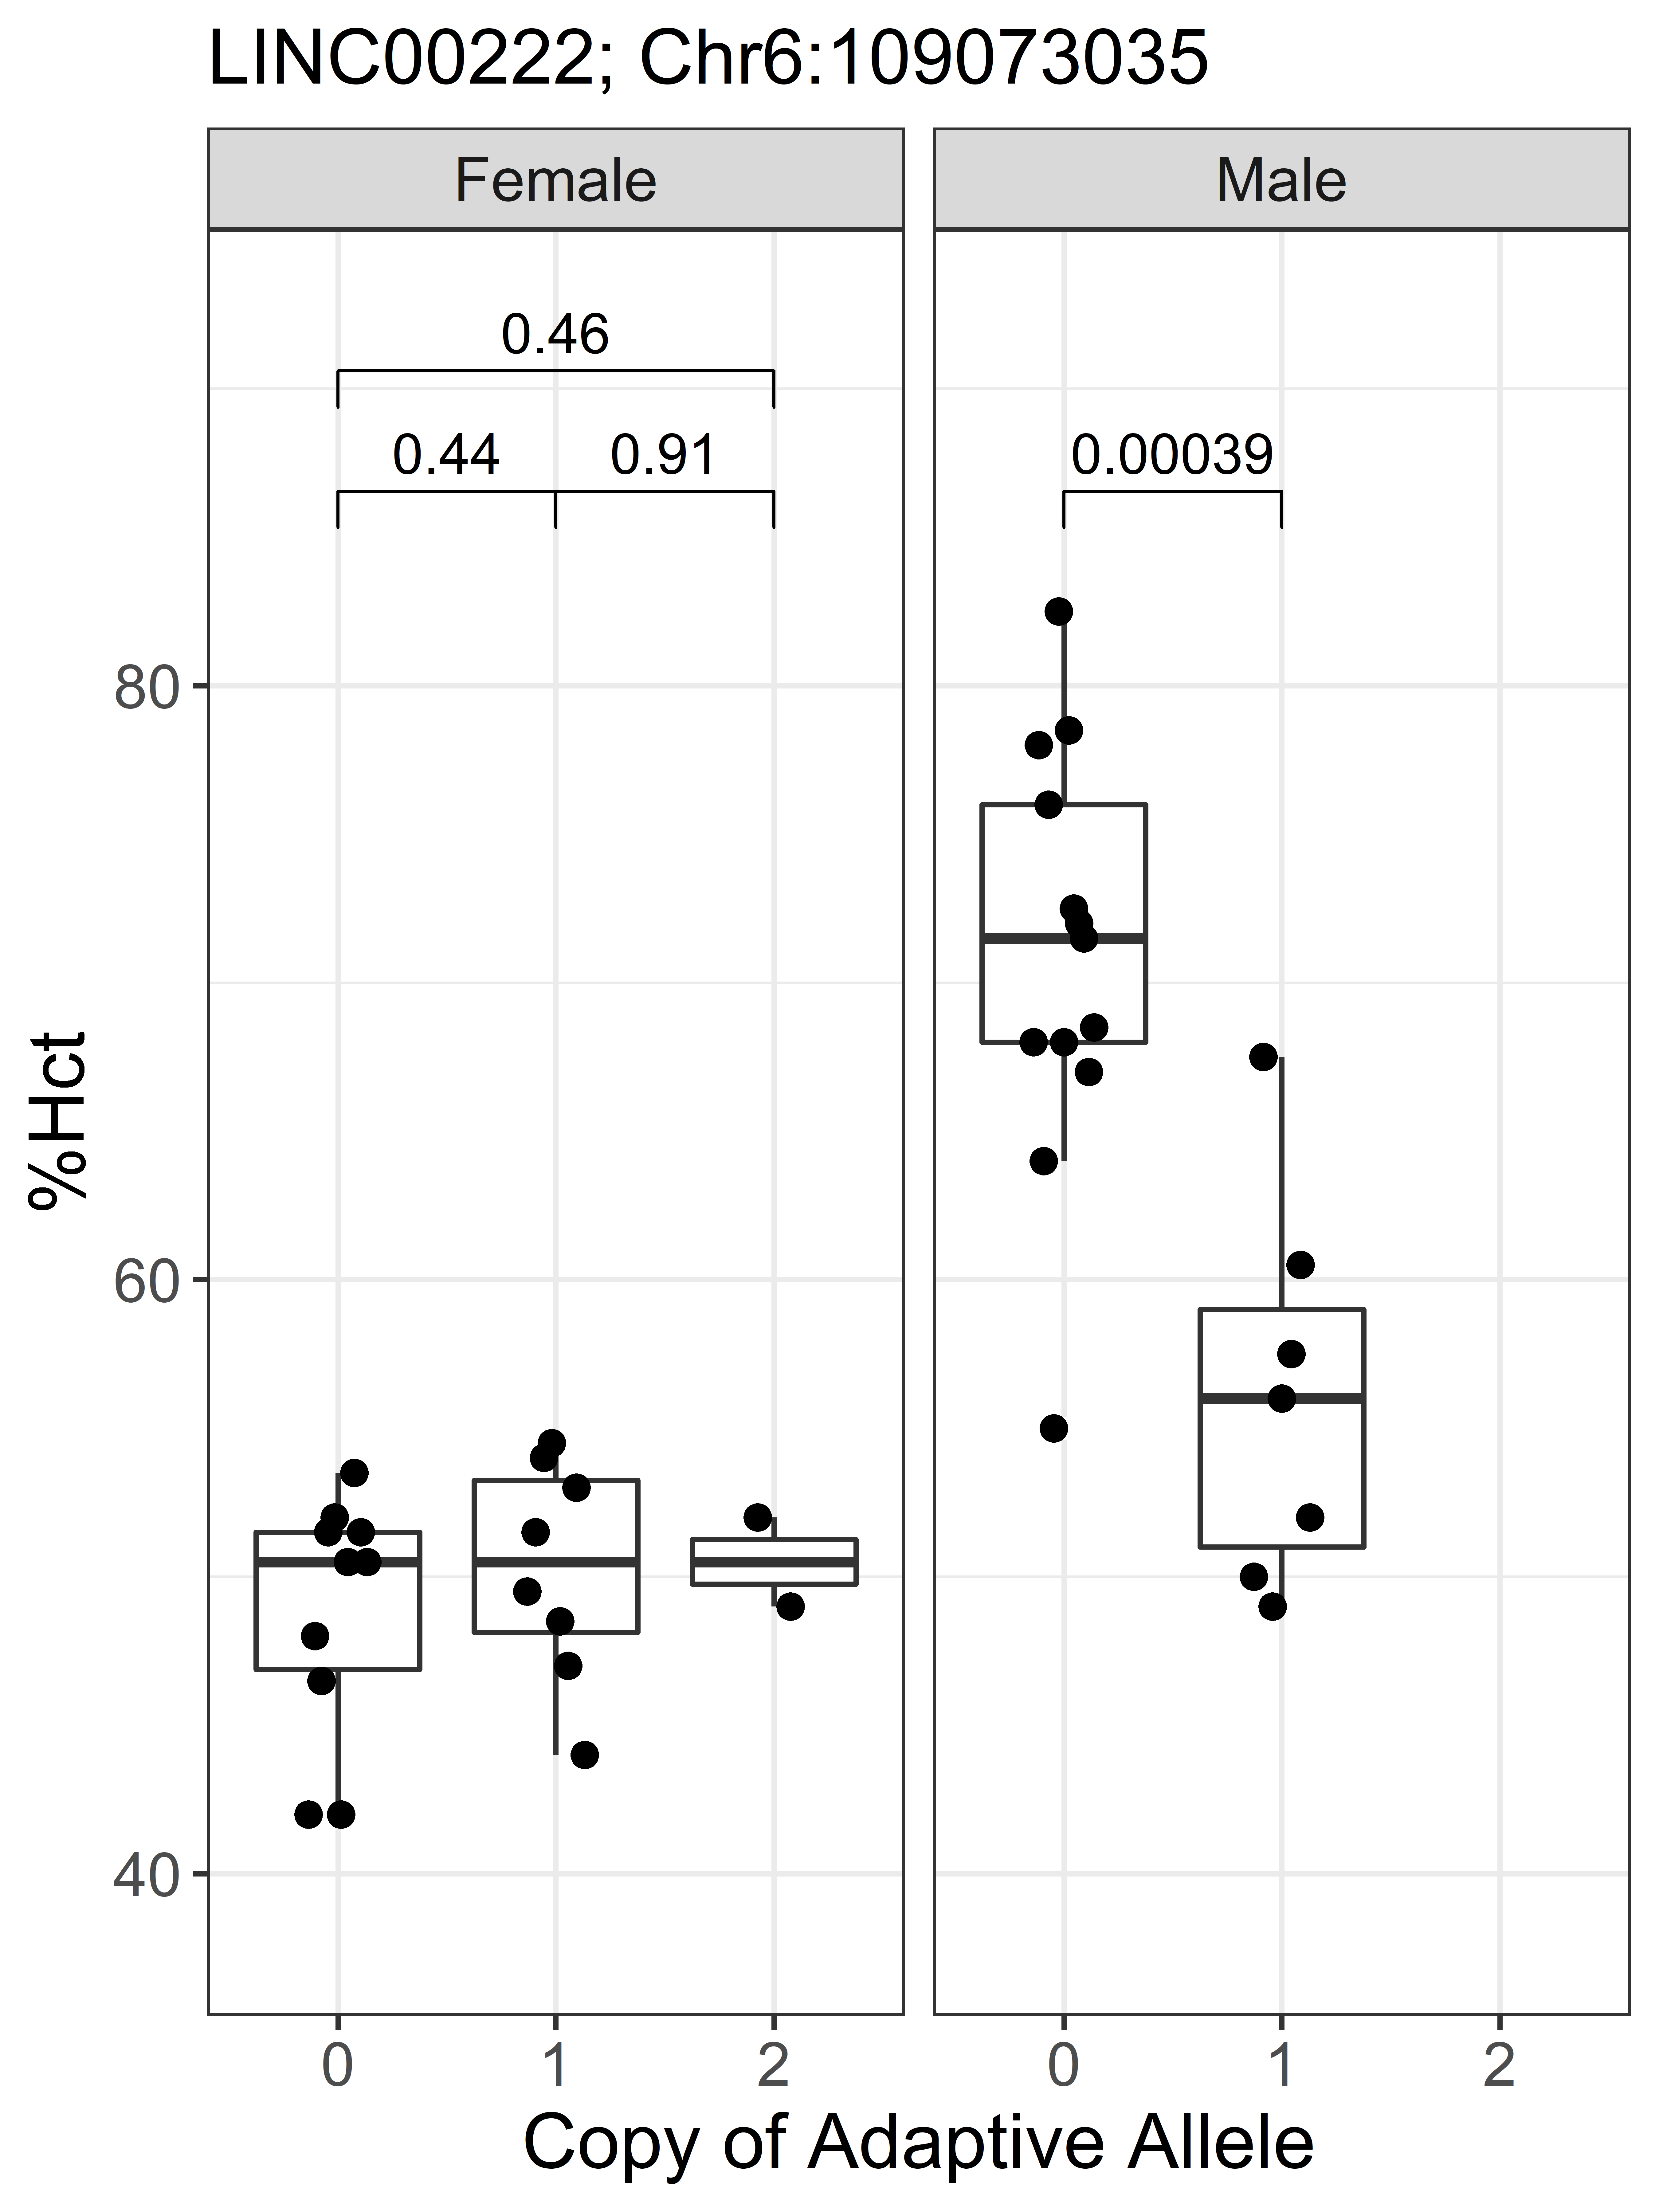 LINC00222; Chr6:109073035
Female
Male
0.46
0.44
0.91
0.00039
%Hct
80
60
40
0 1 2
0 1 2
Copy of Adaptive Allele